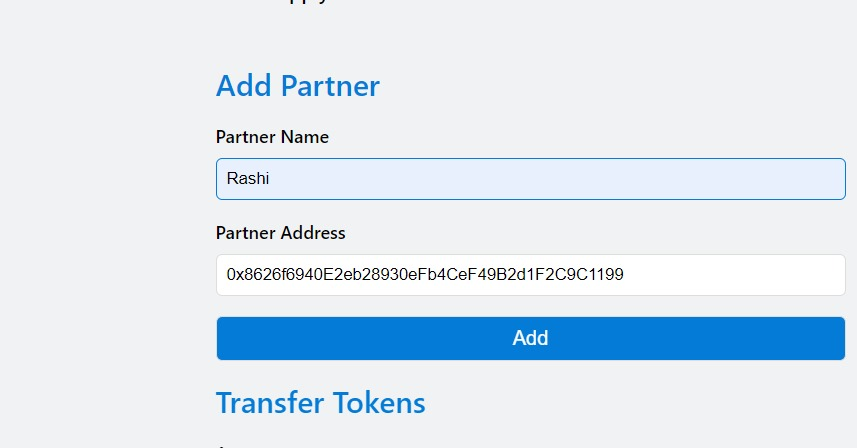 Add Partner
Partner Name
Rashi
Partner Address
0x8626f6940E2eb28930eFb4CeF49B2d1F2C9C1199
Add
Transfer Tokens